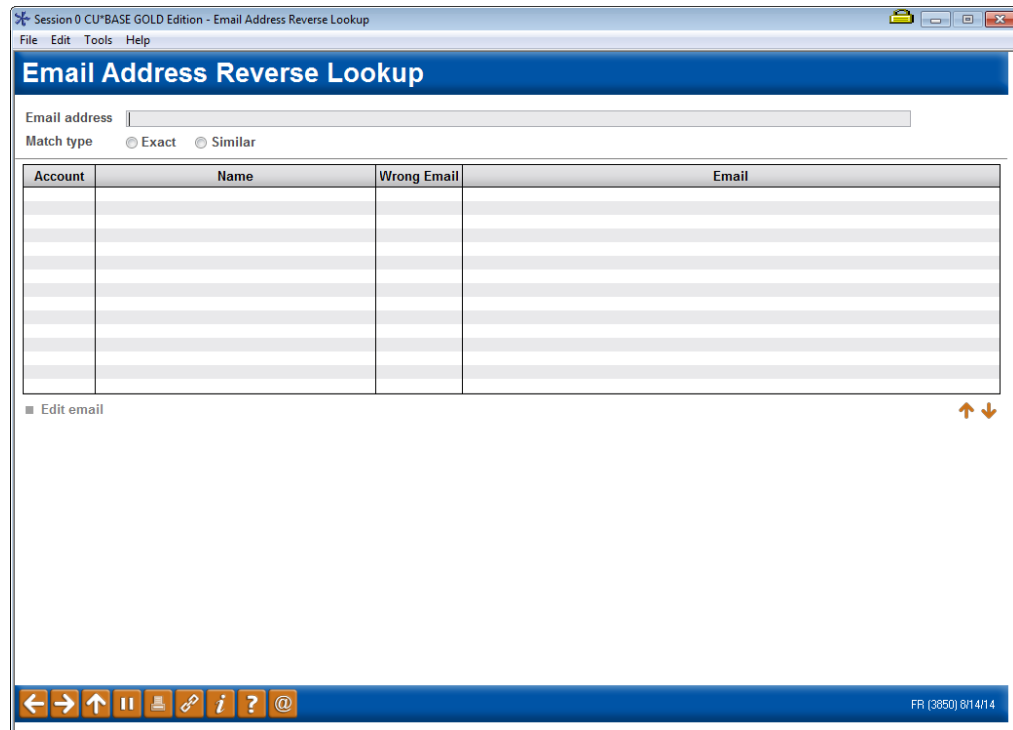 Session 0 CU*BASE GOLD Edition - Email Address Reverse Lookup
File Edit Tools Help
Email Address Reverse Lookup
Email address
Match type Exact Similar
Account Name Wrong Email Email
Edit email
i ? @
FR (3850) 8/14/14